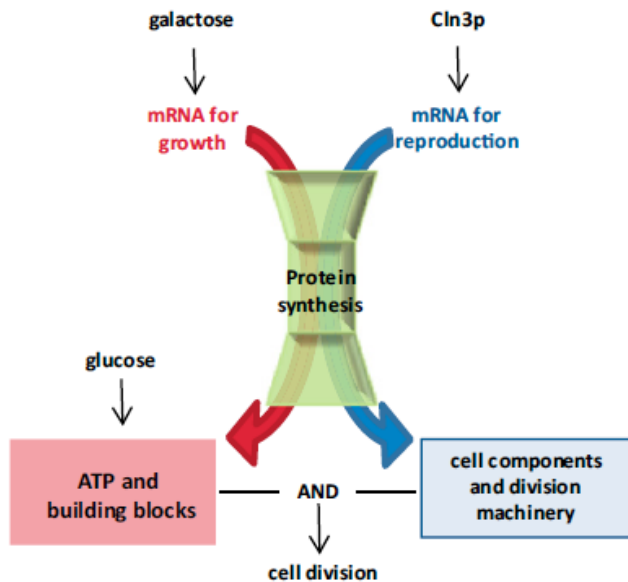 galactose
Cln3p
mRNA for
growth
mRNA for
reproduction
Protein
synthesis
glucose
ATP and
building blocks
AND
cell components
and division
machinery
cell division